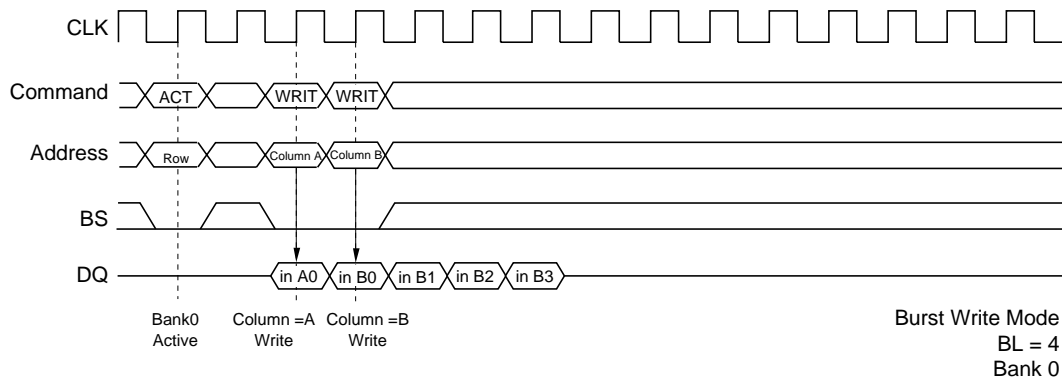 CLK
Command ACT WRIT WRIT
Address Row Column A Column B
BS
DQ in A0 in B0 in B1 in B2 in B3
Bank0 Column =A Column =B
Active Write Write
Burst Write Mode
BL = 4
Bank 0